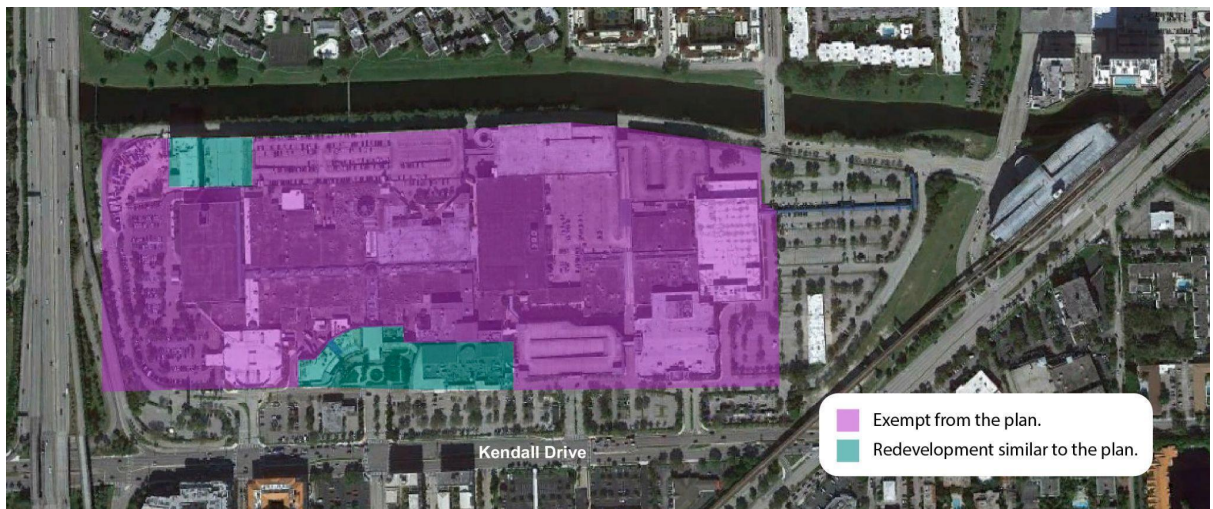 Kendall Drive
Exempt from the plan.
Redevelopment similar to the plan.